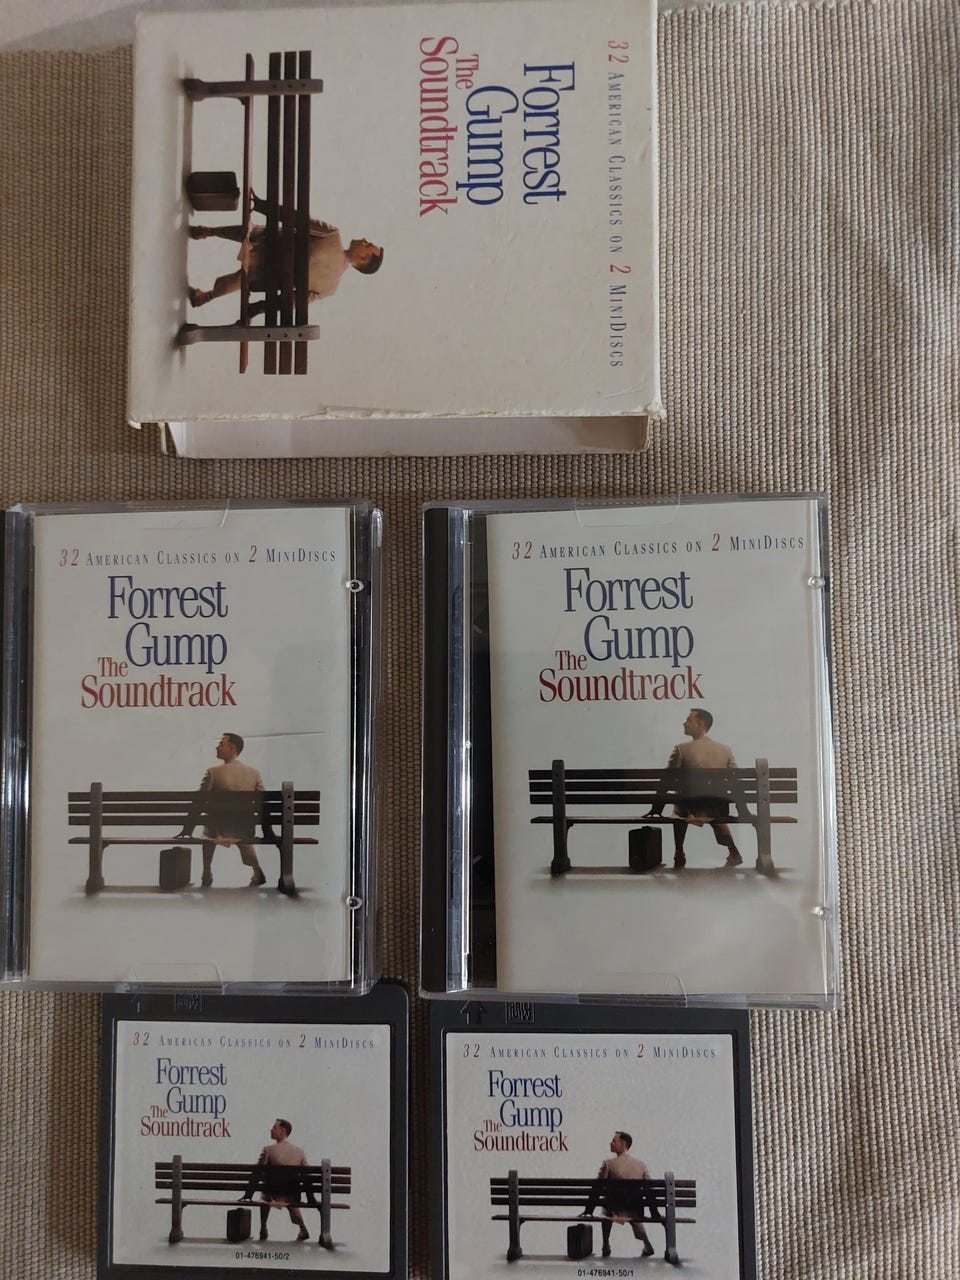 32 American Classics on 2 MiniDiscs
Forrest
Gump
The
Soundtrack
32 American Classics on 2 MiniDiscs
Forrest
Gump
The
Soundtrack
32 American Classics on 2 MiniDiscs
Forrest
Gump
The
Soundtrack
32 American Classics on 2 MiniDiscs
Forrest
Gump
The
Soundtrack
01-476941-50/2
32 American Classics on 2 MiniDiscs
Forrest
Gump
The
Soundtrack
01-476941-50/1